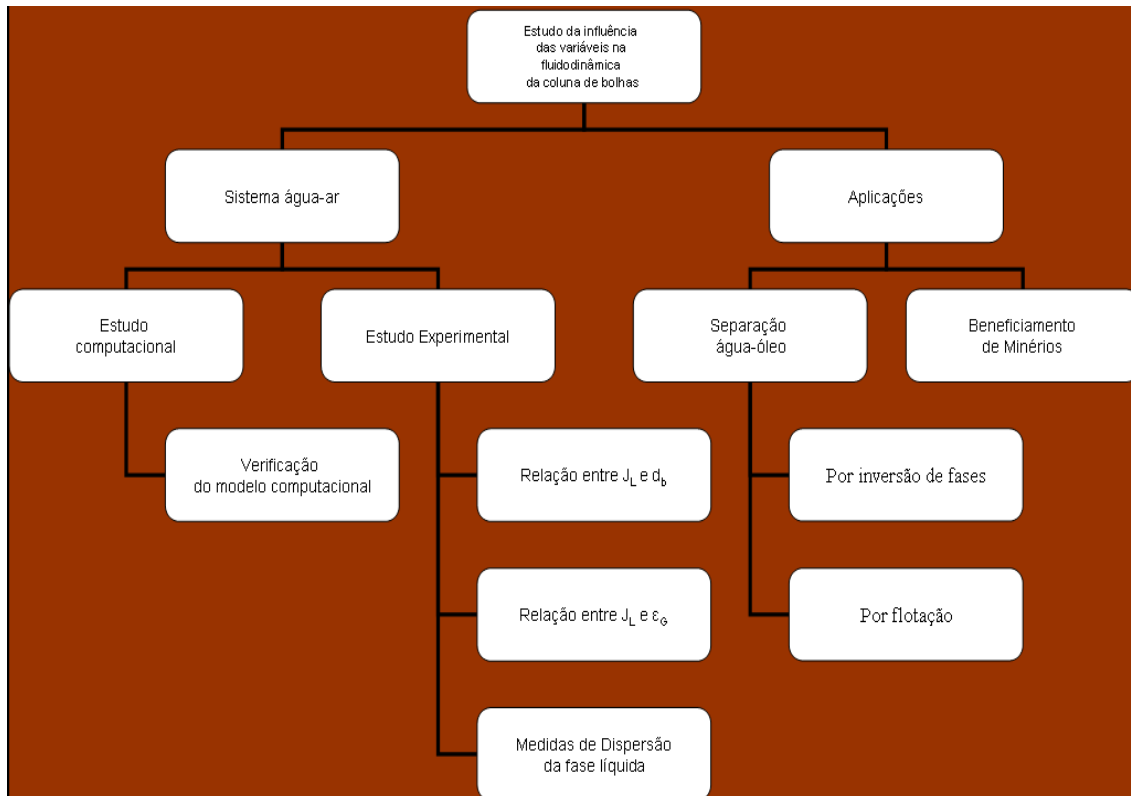 Estudo da influência
das variáveis na
fluidodinâmica
da coluna de bolhas
Sistema água-ar
Aplicações
Estudo
computacional
Estudo Experimental
Separação
água-óleo
Beneficiamento
de Minérios
Verificação
do modelo computacional
Relação entre J_L e d_b
Por inversão de fases
Relação entre J_L e ε_G
Por flotação
Medidas de Dispersão
da fase líquida